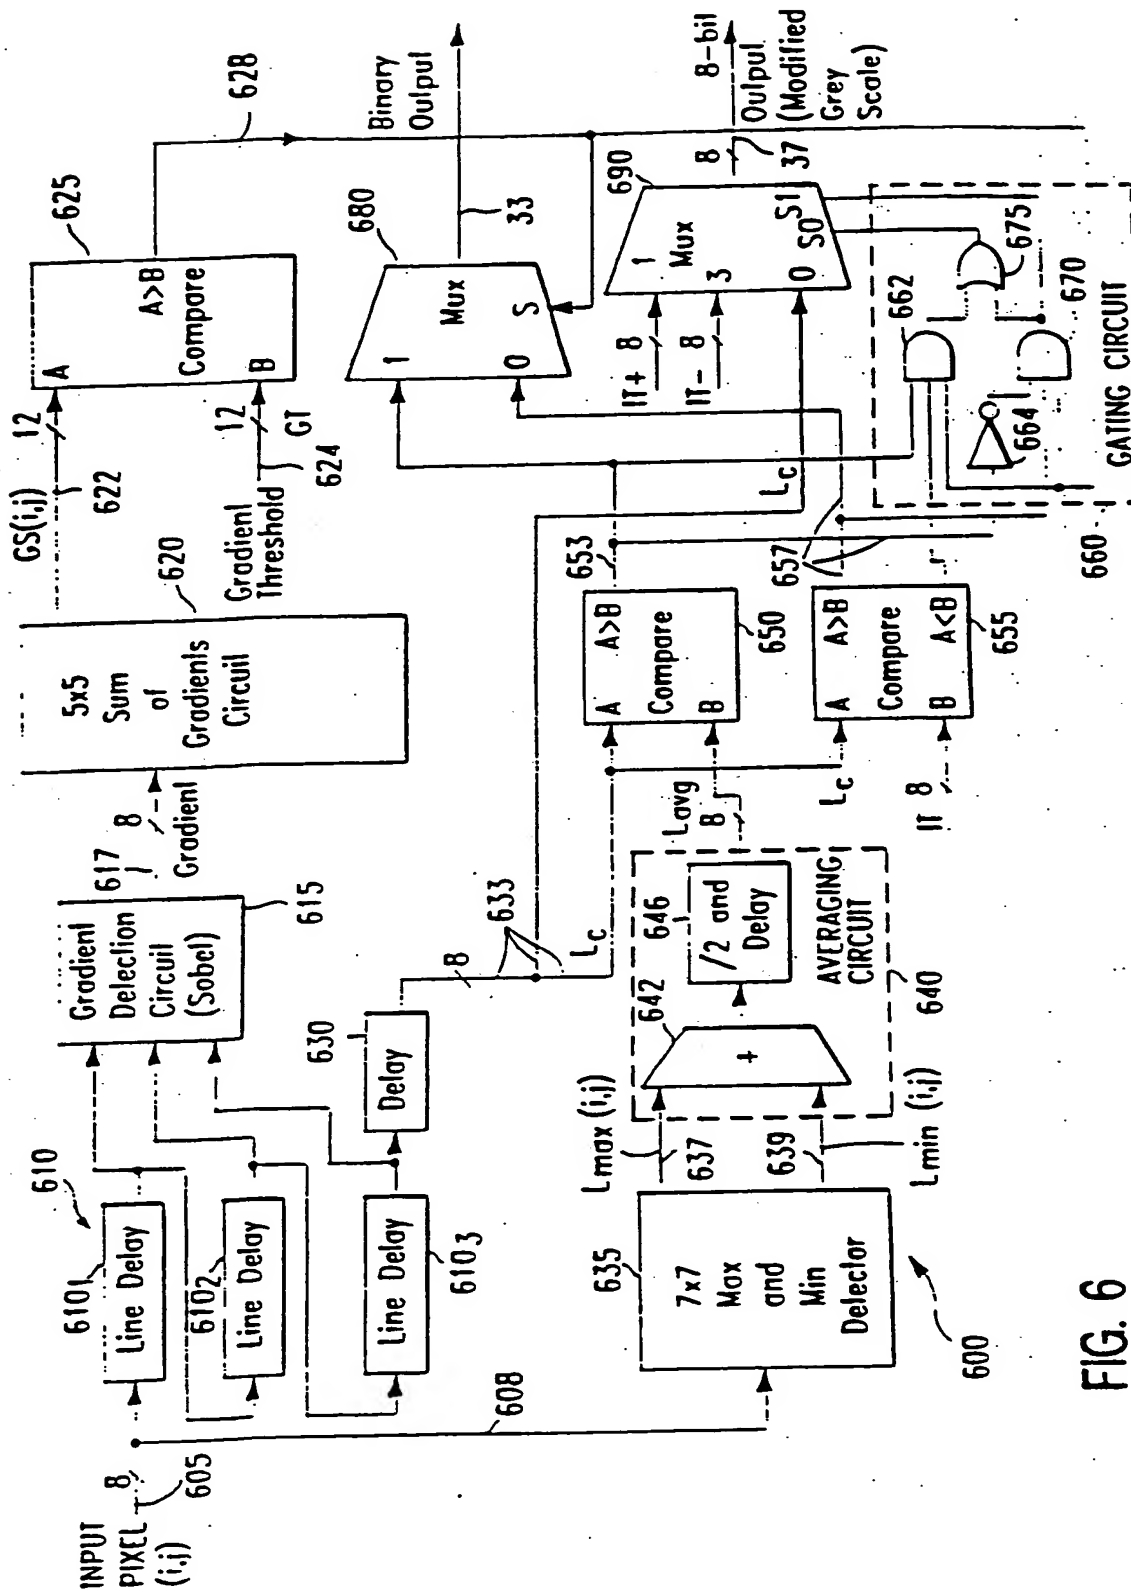 INPUT
PIXEL
(i,j)
8
605
608
610
610₁
Line Delay
610₂
Line Delay
Line Delay
610₃
Gradient
Detection
Circuit
(Sobel)
615
617
8
Gradient
5x5
Sum
of
Gradients
Circuit
620
GS(i,j)
12
622
Gradient
Threshold
12
GT
624
A
A>B
Compare
B
625
628
630
Delay
8
633
Lc
635
7x7
Max
and
Min
Detector
600
Lmax (i,j)
637
639
Lmin (i,j)
642
+
646
/2 and
Delay
AVERAGING
CIRCUIT
640
Lavg
8
Lc
IT
8
A
A>B
Compare
B
650
653
A
A>B
Compare
B
A<B
655
657
Lc
680
1
Mux
0
S
33
Binary
Output
IT+
8
IT-
8
690
1
Mux
3
0
S0
S1
8
37
8-bit
Output
(Modified
Grey
Scale)
662
664
675
670
GATING CIRCUIT
660
FIG. 6